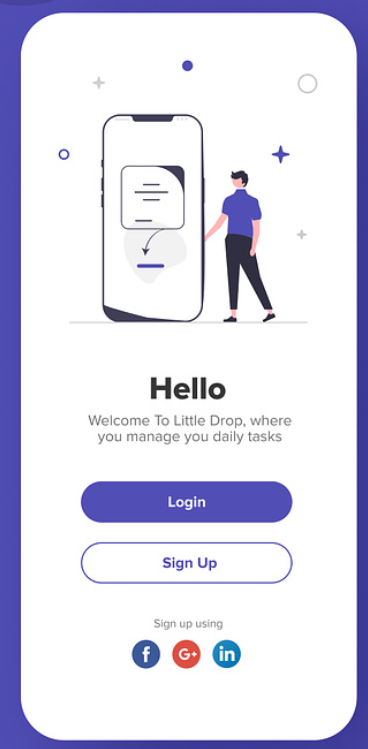 Hello
Welcome To Little Drop, where
you manage you daily tasks
Login
Sign Up
Sign up using
f G+ in